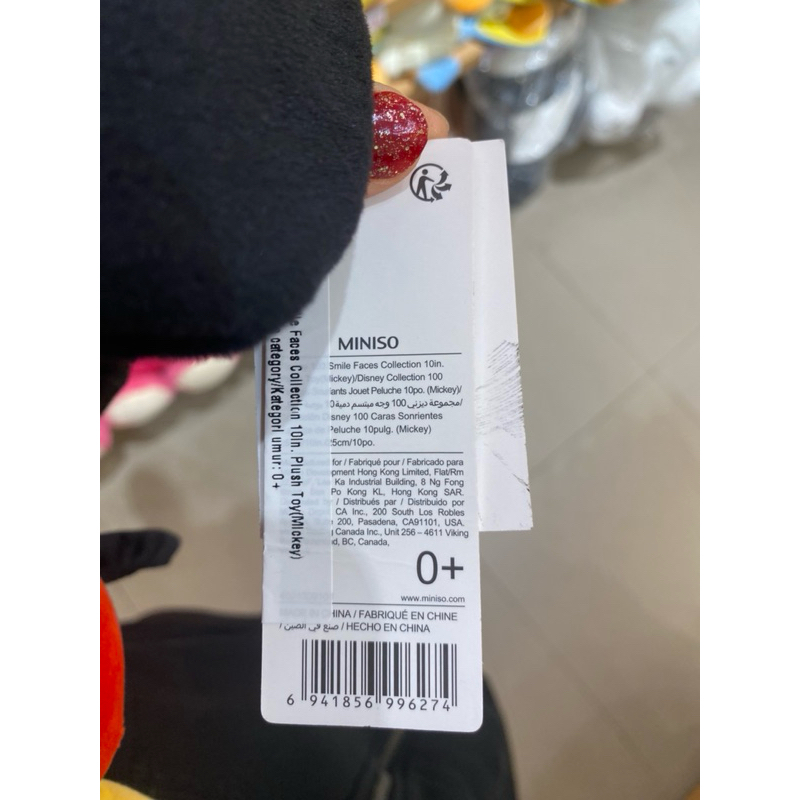 MINISO
Smile Faces Collection 10in.
Mickey)/Disney Collection 100
Jouet Peluche 10po. (Mickey)/
مجموعة ديزني 100 وجه مبتسم دمية
Disney 100 Caras Sonrientes
Peluche 10pulg. (Mickey)
25cm/10po.
for / Fabriqué pour / Fabricado para
Hong Kong Limited, Flat/Rm
Ka Industrial Building, 8 Ng Fong
Po Kong KL, Hong Kong SAR.
/ Distribués par / Distribuido por
CA Inc., 200 South Los Robles
200, Pasadena, CA91101, USA.
Canada Inc., Unit 256 – 4611 Viking
BC, Canada,
0+
www.miniso.com
MADE IN CHINA / FABRIQUÉ EN CHINE
/ صنع في الصين / HECHO EN CHINA
6 941856 996274
Faces Collection 10in. Plush Toy(Mickey)
category/Kategori umur: 0+